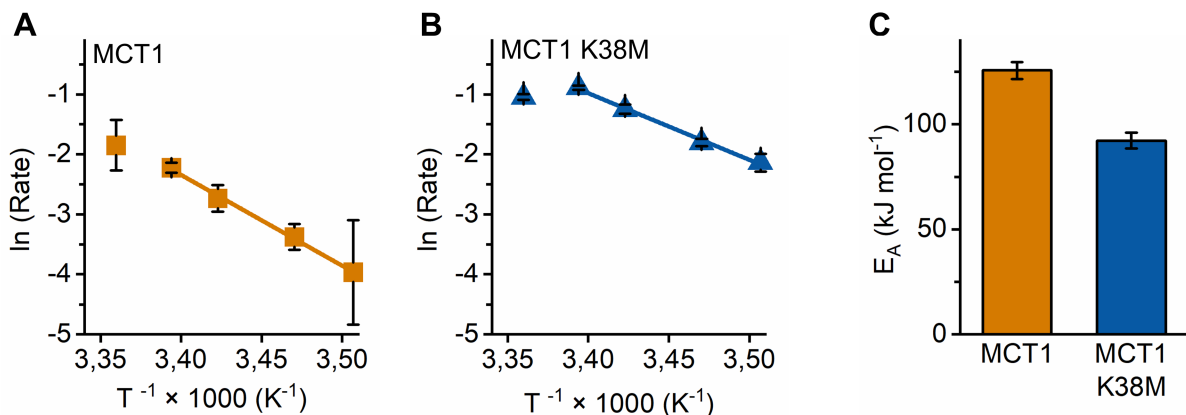 A
MCT1
ln (Rate)
-1
-2
-3
-4
-5
3,35
3,40
3,45
3,50
T ⁻¹ × 1000 (K⁻¹)
B
MCT1 K38M
ln (Rate)
-1
-2
-3
-4
-5
3,35
3,40
3,45
3,50
T ⁻¹ × 1000 (K⁻¹)
C
E_A (kJ mol⁻¹)
100
50
0
MCT1
MCT1
K38M